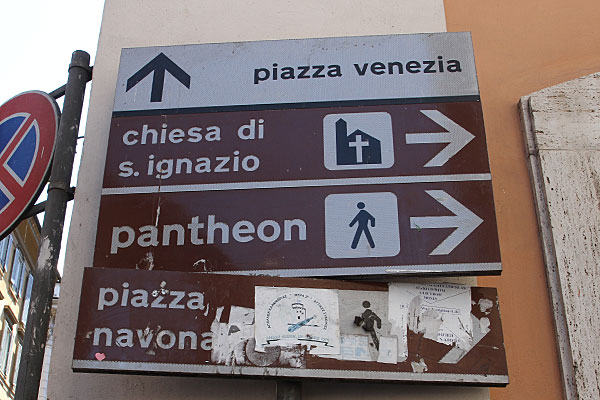 piazza venezia
chiesa di
s. ignazio
pantheon
piazza
navona